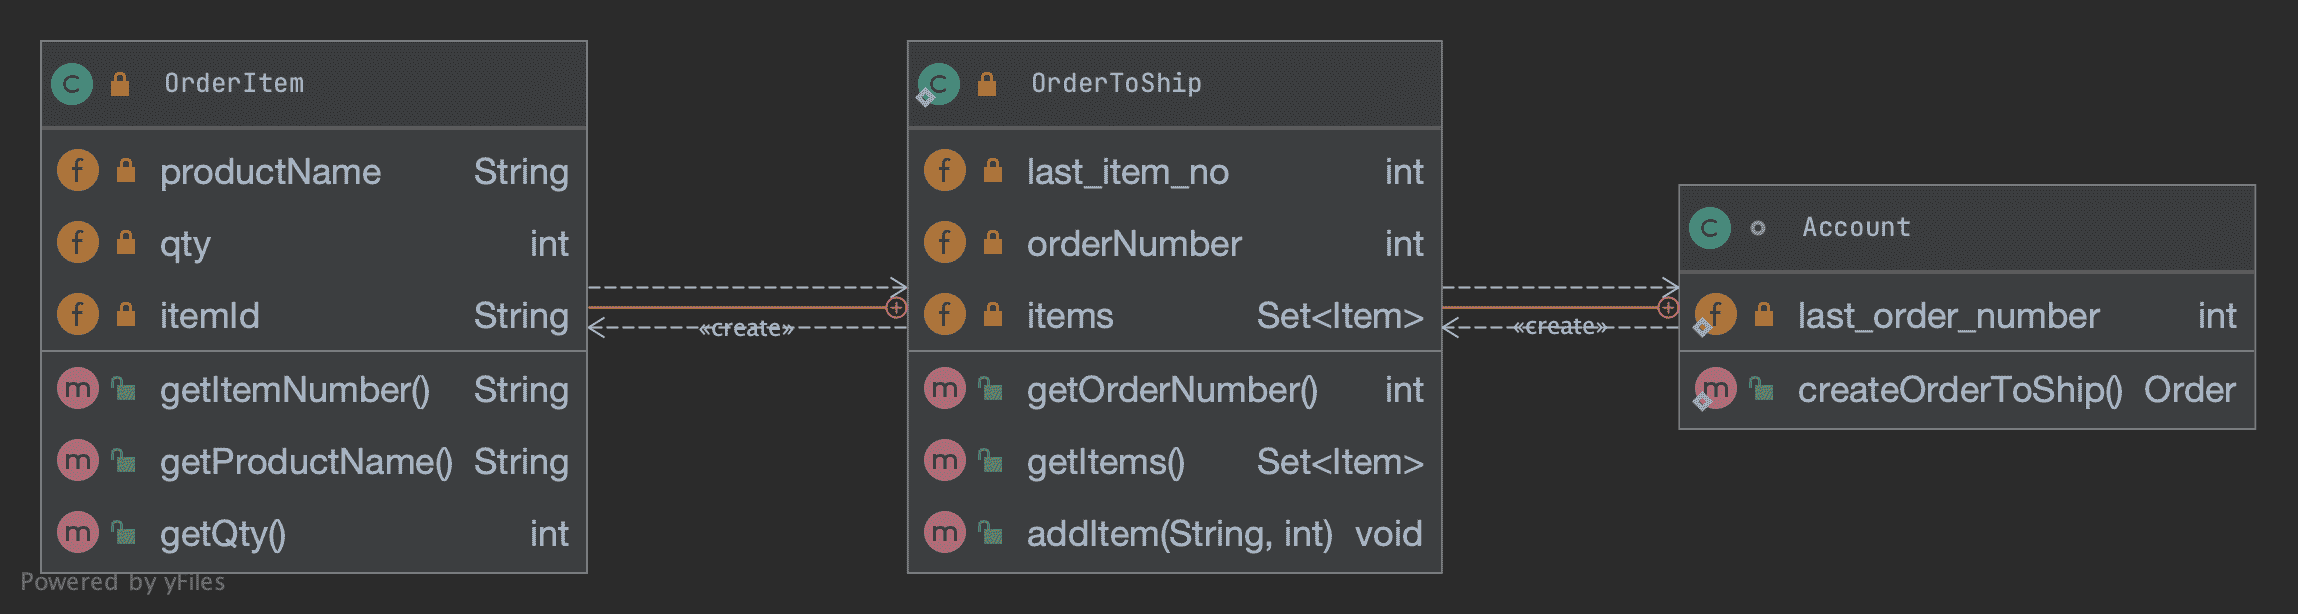 OrderItem
productName String
qty int
itemId String
getItemNumber() String
getProductName() String
getQty() int
«create»
OrderToShip
last_item_no int
orderNumber int
items Set<Item>
getOrderNumber() int
getItems() Set<Item>
addItem(String, int) void
«create»
Account
last_order_number int
createOrderToShip() Order
Powered by yFiles